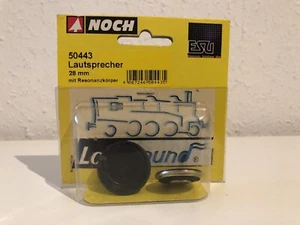 NOCH
ESU
50443
Lautsprecher
28 mm
mit Resonanzkörper